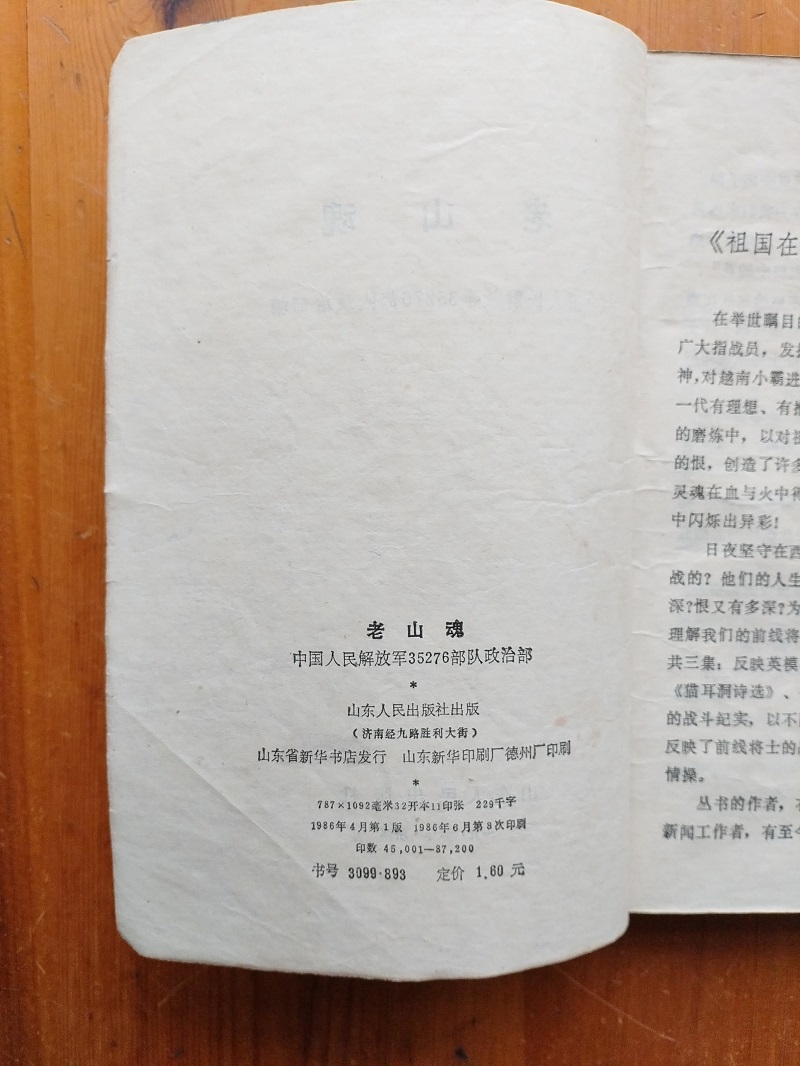 老山魂
中国人民解放军35276部队政治部
*
山东人民出版社出版
（济南经九路胜利大街）
山东省新华书店发行 山东新华印刷厂德州厂印刷
*
787×1092毫米32开本11印张 229千字
1986年4月第1版 1986年6月第3次印刷
印数 46,001—87,200
书号 3099·893 定价 1.60 元
《祖国在
在举世瞩目的
广大指战员，发扬
神，对越南小霸进
一代有理想、有
的磨炼中，以对祖
的恨，创造了许多
灵魂在血与火中
中闪烁出异彩！
日夜坚守在西
战的？他们的人生
深？恨又有多深？为
理解我们的前线将
共三集：反映英模
《猫耳洞诗选》、
的战斗纪实，以不
反映了前线将士的
情操。
丛书的作者，有
新闻工作者，有至今